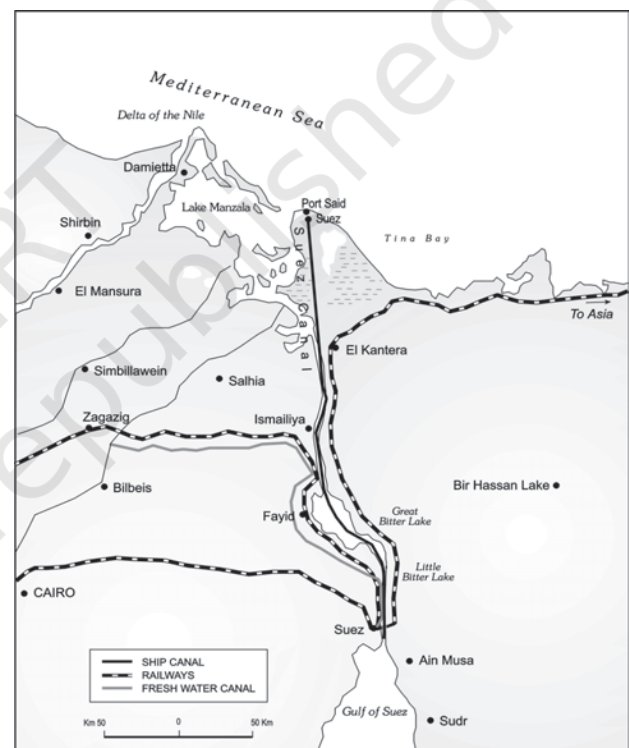 Mediterranean Sea
Delta of the Nile
Damietta
Lake Manzala
Port Said
Suez
Shirbin
Tina Bay
Suez Canal
El Mansura
To Asia
El Kantera
Simbillawein
Salhia
Zagazig
Ismailiya
Bilbeis
Bir Hassan Lake
Fayid
Great
Bitter Lake
Little
Bitter Lake
CAIRO
Suez
SHIP CANAL
RAILWAYS
FRESH WATER CANAL
Ain Musa
Gulf of Suez
Sudr
Km 50 0 50 Km
republished